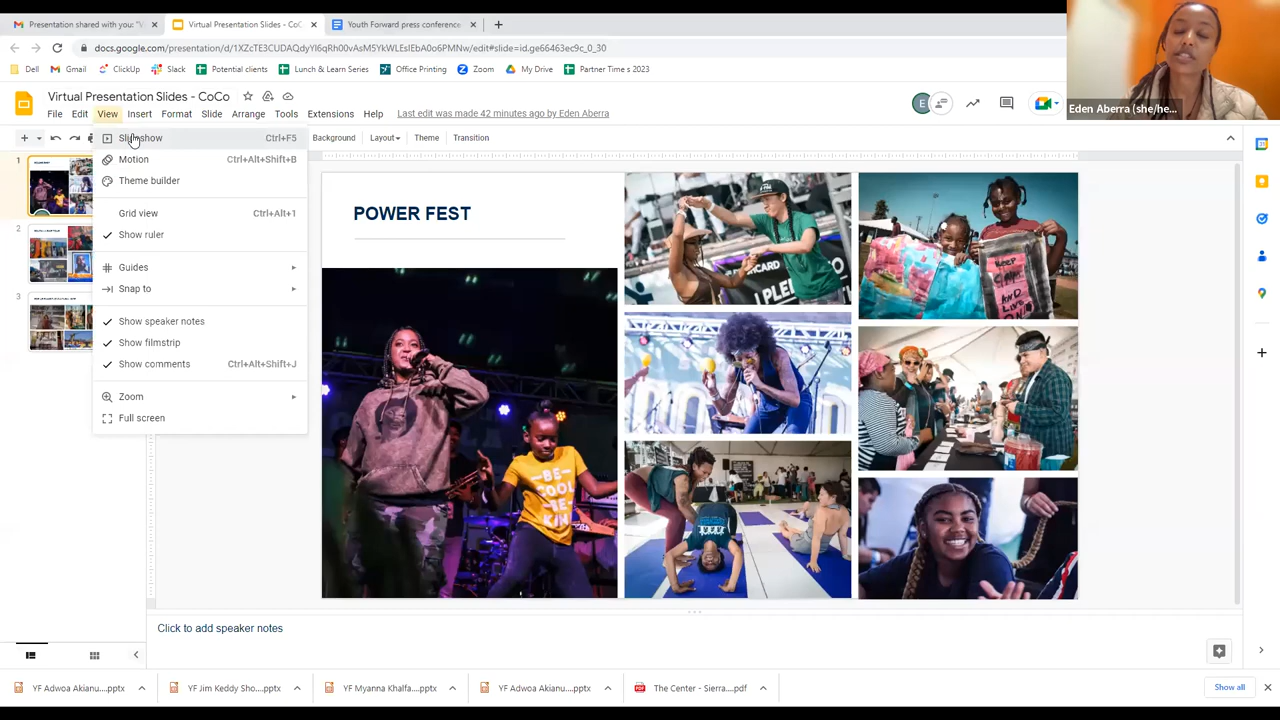 Presentation shared with you: "V
Virtual Presentation Slides - CoC
Youth Forward press conference
docs.google.com/presentation/d/1XZcTE3CUDAQdyYl6qRh00vAsM5YkWLEsIEbA0o6PMNw/edit#slide=id.ge66463ec9c_0_30
Dell
Gmail
ClickUp
Slack
Potential clients
Lunch & Learn Series
Office Printing
Zoom
My Drive
Partner Time s 2023
Eden Aberra (she/he...
Virtual Presentation Slides - CoCo
E
File Edit View Insert Format Slide Arrange Tools Extensions Help
Last edit was made 42 minutes ago by Eden Aberra
Background
Layout
Theme
Transition
Slideshow Ctrl+F5
Motion Ctrl+Alt+Shift+B
Theme builder
Grid view Ctrl+Alt+1
Show ruler
Guides
Snap to
Show speaker notes
Show filmstrip
Show comments Ctrl+Alt+Shift+J
Zoom
Full screen
1
2
3
POWER FEST
BE
COOL
BE
KIND
KEEP
AND
LIVE
ON
Click to add speaker notes
YF Adwoa Akianu....pptx
YF Jim Keddy Sho....pptx
YF Myanna Khalfa....pptx
YF Adwoa Akianu....pptx
The Center - Sierra....pdf
Show all